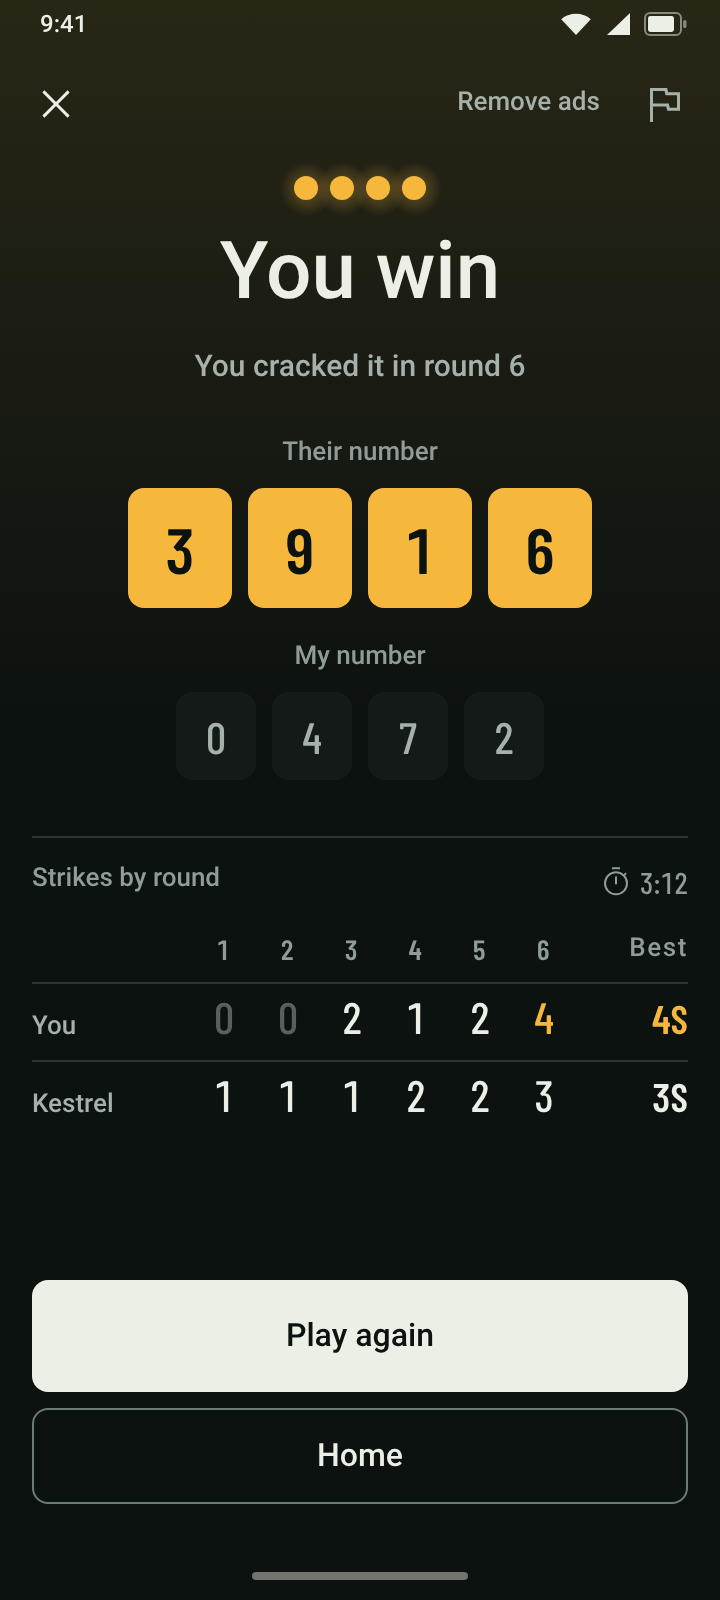 9:41
Remove ads
You win
You cracked it in round 6
Their number
3 9 1 6
My number
0 4 7 2
Strikes by round 3:12
1 2 3 4 5 6 Best
You 0 0 2 1 2 4 4S
Kestrel 1 1 1 2 2 3 3S
Play again
Home